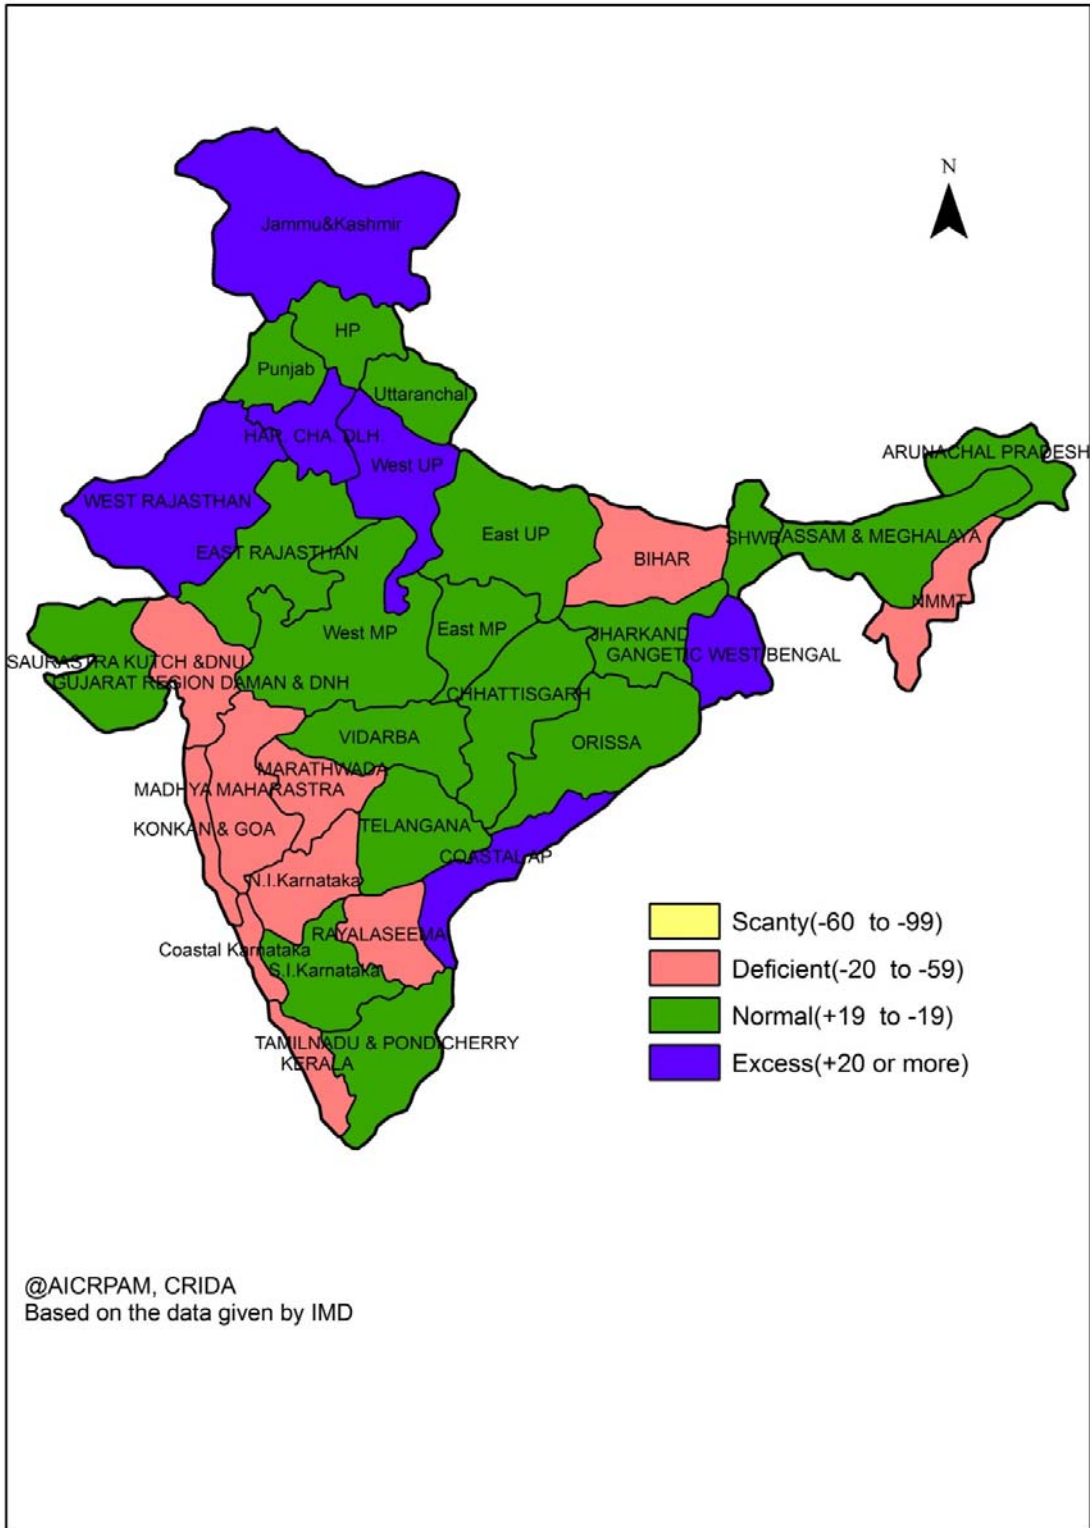 N
Jammu&Kashmir
HP
Punjab
Uttaranchal
HAR. CHA. DLH.
ARUNACHAL PRADESH
West UP
WEST RAJASTHAN
East UP
SHWB
ASSAM & MEGHALAYA
EAST RAJASTHAN
BIHAR
NMMT
West MP
East MP
JHARKAND
SAURASTRA KUTCH &DNU
GANGETIC WEST BENGAL
GUJARAT REGION DAMAN & DNH
CHHATTISGARH
VIDARBA
ORISSA
MARATHWADA
MADHYA MAHARASTRA
KONKAN & GOA
TELANGANA
COASTAL AP
N.I.Karnataka
Scanty(-60 to -99)
RAYALASEEMA
Coastal Karnataka
S.I.Karnataka
Deficient(-20 to -59)
Normal(+19 to -19)
TAMILNADU & PONDICHERRY
KERALA
Excess(+20 or more)
@AICRPAM, CRIDA
Based on the data given by IMD